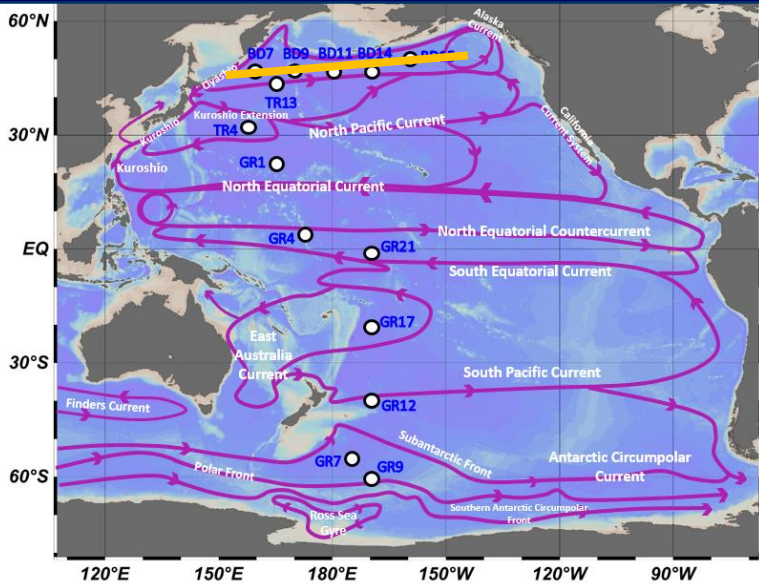 60°N
Alaska
Current
BD7
BD9
BD11
BD14
Oyashio
TR13
California
Current System
30°N
Kuroshio
Kuroshio Extension
TR4
North Pacific Current
GR1
Kuroshio
North Equatorial Current
GR4
North Equatorial Countercurrent
EQ
GR21
South Equatorial Current
GR17
East
Australia
Current
30°S
South Pacific Current
Finders Current
GR12
Subantarctic Front
Antarctic Circumpolar
Current
GR7
GR9
60°S
Polar Front
Southern Antarctic Circumpolar
Front
Ross Sea
Gyre
120°E
150°E
180°E
150°W
120°W
90°W